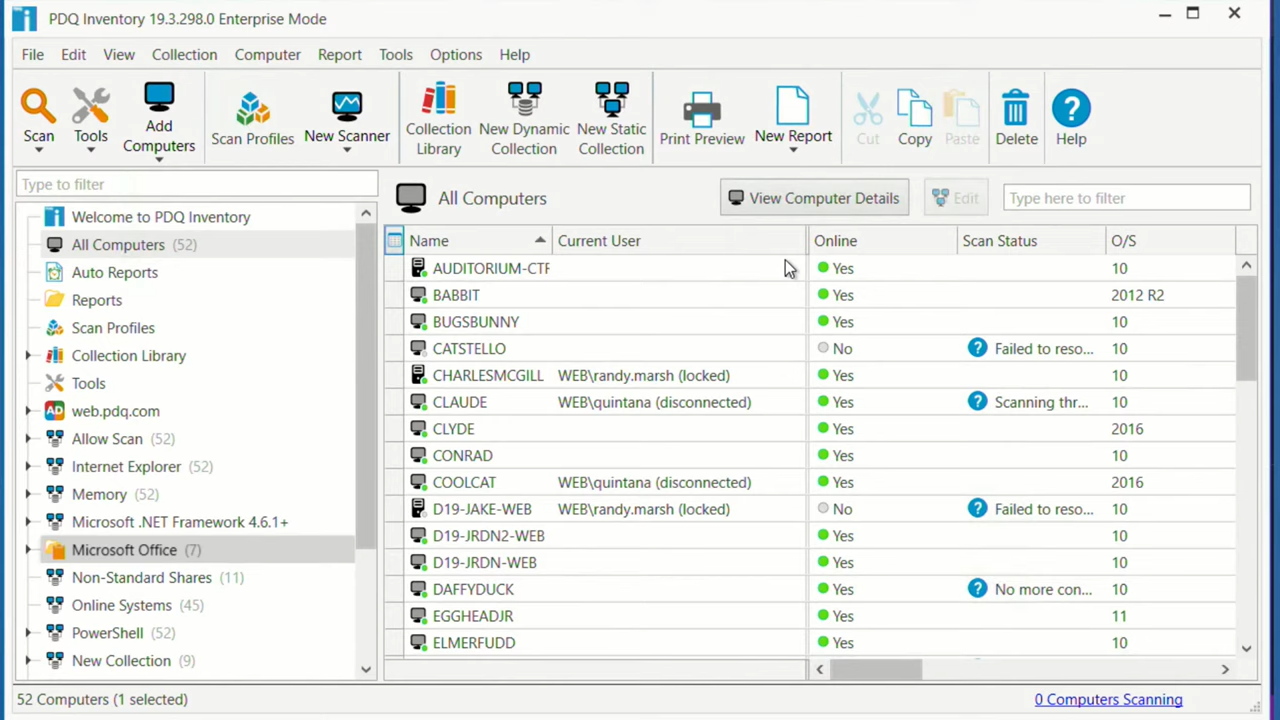 PDQ Inventory 19.3.298.0 Enterprise Mode
File Edit View Collection Computer Report Tools Options Help
Scan Tools Add Computers Scan Profiles New Scanner Collection Library New Dynamic Collection New Static Collection Print Preview New Report Cut Copy Paste Delete Help
Type to filter
All Computers View Computer Details Edit Type here to filter
Welcome to PDQ Inventory
All Computers (52)
Auto Reports
Reports
Scan Profiles
Collection Library
Tools
AD web.pdq.com
Allow Scan (52)
Internet Explorer (52)
Memory (52)
Microsoft .NET Framework 4.6.1+
Microsoft Office (7)
Non-Standard Shares (11)
Online Systems (45)
PowerShell (52)
New Collection (9)
Name Current User Online Scan Status O/S
AUDITORIUM-CTF Yes 10
BABBIT Yes 2012 R2
BUGSBUNNY Yes 10
CATSTELLO No Failed to reso... 10
CHARLESMCGILL WEB\randy.marsh (locked) Yes 10
CLAUDE WEB\quintana (disconnected) Yes Scanning thr... 10
CLYDE Yes 2016
CONRAD Yes 10
COOLCAT WEB\quintana (disconnected) Yes 2016
D19-JAKE-WEB WEB\randy.marsh (locked) No Failed to reso... 10
D19-JRDN2-WEB Yes 10
D19-JRDN-WEB Yes 10
DAFFYDUCK Yes No more con... 10
EGGHEADJR Yes 11
ELMERFUDD Yes 10
52 Computers (1 selected) 0 Computers Scanning